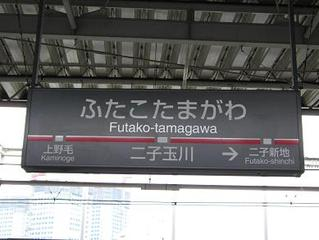 ふたこたまがわ
Futako-tamagawa
上野毛
Kaminoge
二子玉川
→
二子新地
Futako-shinchi